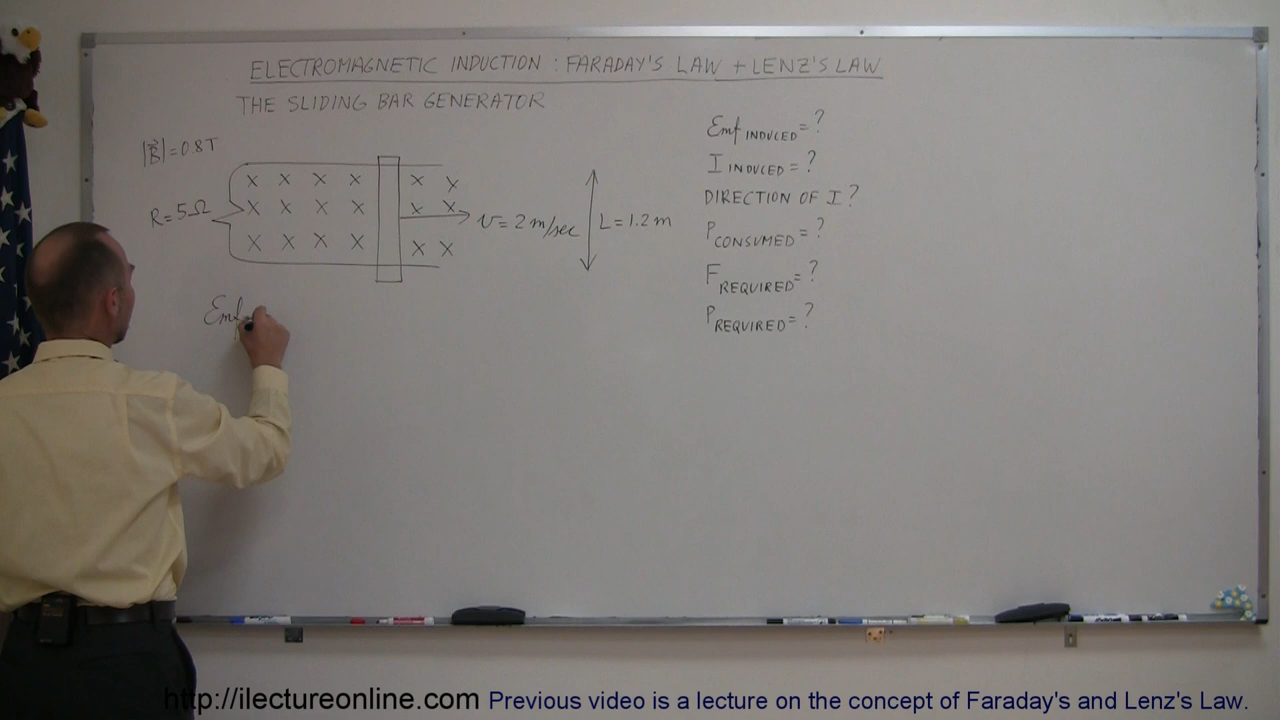 ELECTROMAGNETIC INDUCTION : FARADAY'S LAW + LENZ'S LAW
THE SLIDING BAR GENERATOR
|B⃗| = 0.8T
R = 5Ω
x x x x x x
x x x x x x
x x x x x x
v = 2 m/sec
L = 1.2 m
Emf INDUCED = ?
I INDUCED = ?
DIRECTION OF I ?
P CONSUMED = ?
F REQUIRED = ?
P REQUIRED = ?
Emf
http://ilectureonline.com Previous video is a lecture on the concept of Faraday's and Lenz's Law.